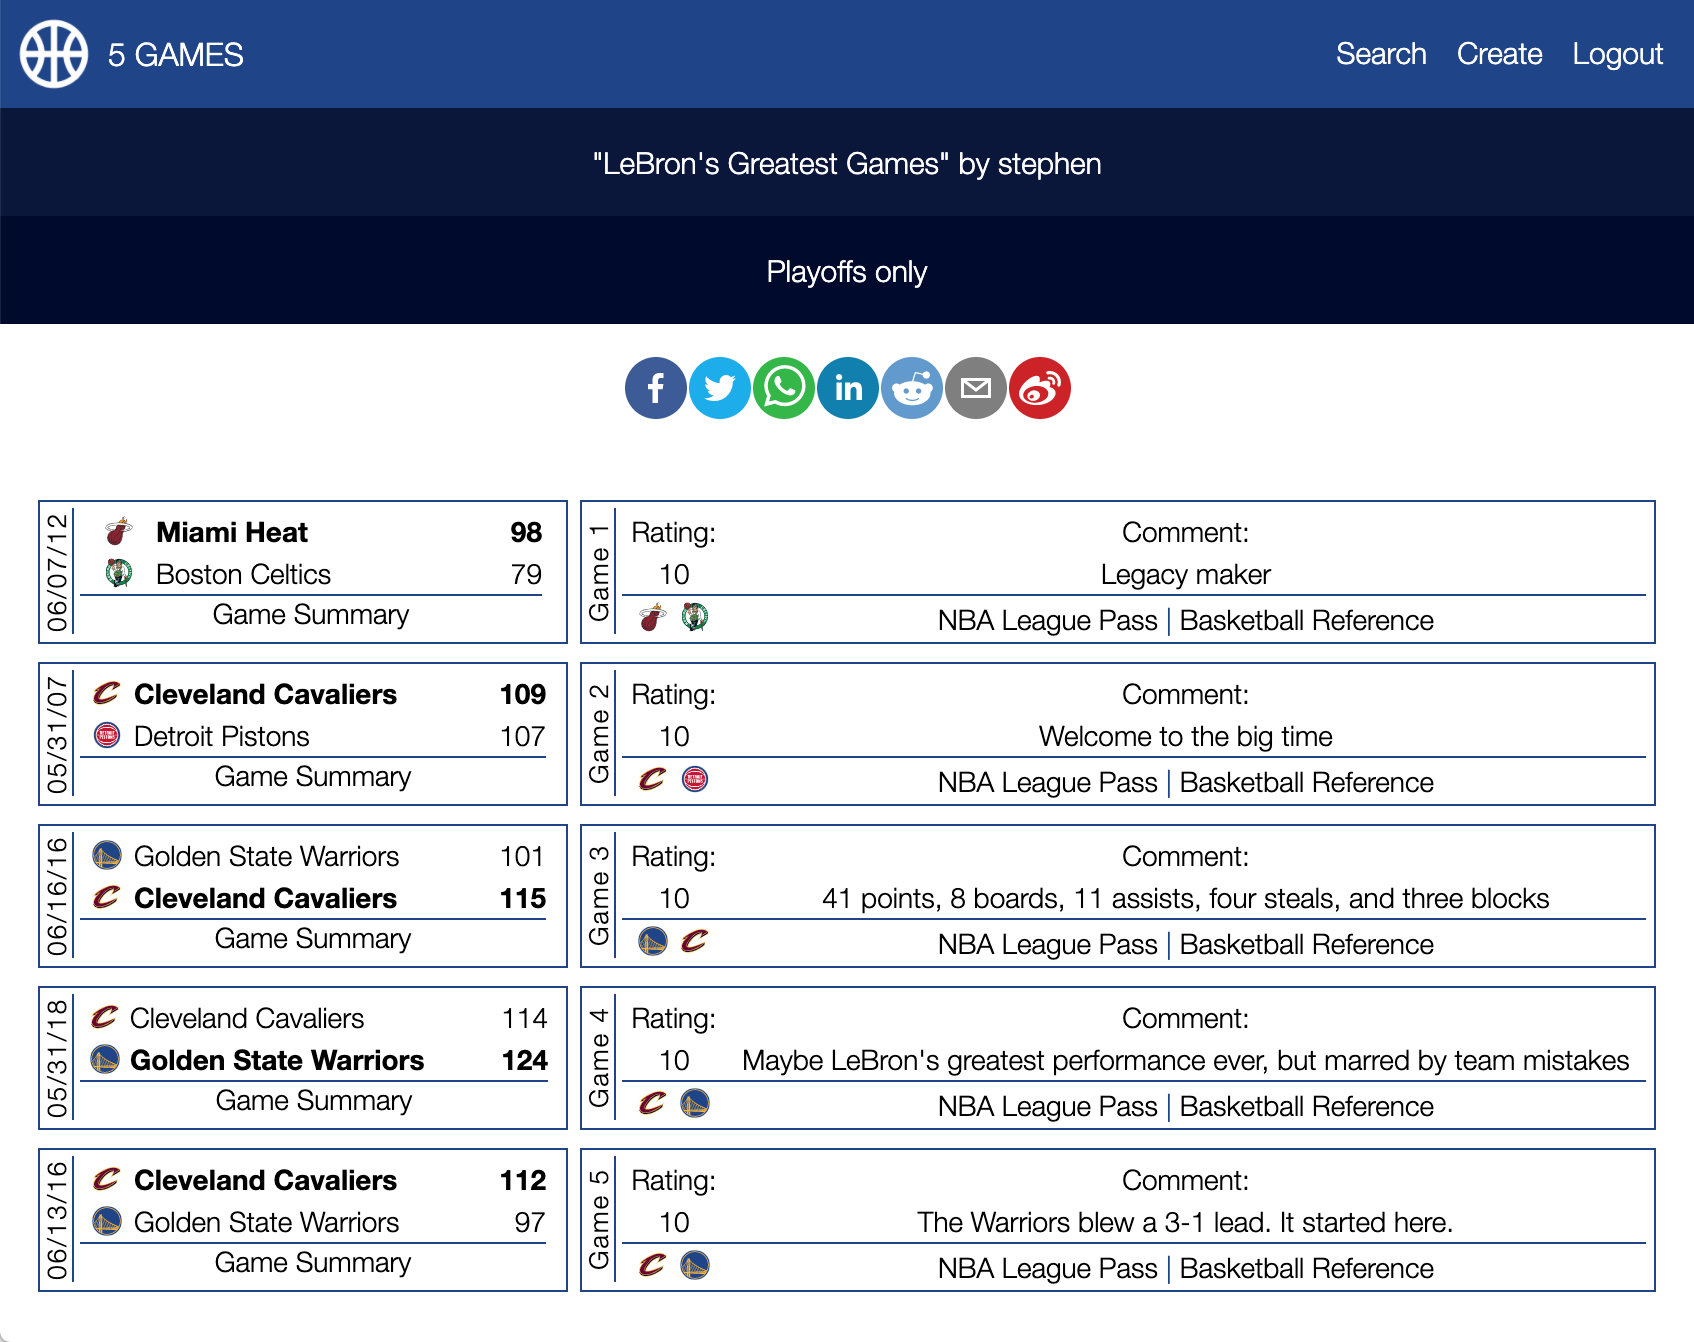 5 GAMES
Search Create Logout
"LeBron's Greatest Games" by stephen
Playoffs only
in
06/07/12
Miami Heat 98
Boston Celtics 79
Game Summary
Game 1
Rating: Comment:
10 Legacy maker
NBA League Pass | Basketball Reference
05/31/07
Cleveland Cavaliers 109
Detroit Pistons 107
Game Summary
Game 2
Rating: Comment:
10 Welcome to the big time
NBA League Pass | Basketball Reference
06/16/16
Golden State Warriors 101
Cleveland Cavaliers 115
Game Summary
Game 3
Rating: Comment:
10 41 points, 8 boards, 11 assists, four steals, and three blocks
NBA League Pass | Basketball Reference
05/31/18
Cleveland Cavaliers 114
Golden State Warriors 124
Game Summary
Game 4
Rating: Comment:
10 Maybe LeBron's greatest performance ever, but marred by team mistakes
NBA League Pass | Basketball Reference
06/13/16
Cleveland Cavaliers 112
Golden State Warriors 97
Game Summary
Game 5
Rating: Comment:
10 The Warriors blew a 3-1 lead. It started here.
NBA League Pass | Basketball Reference